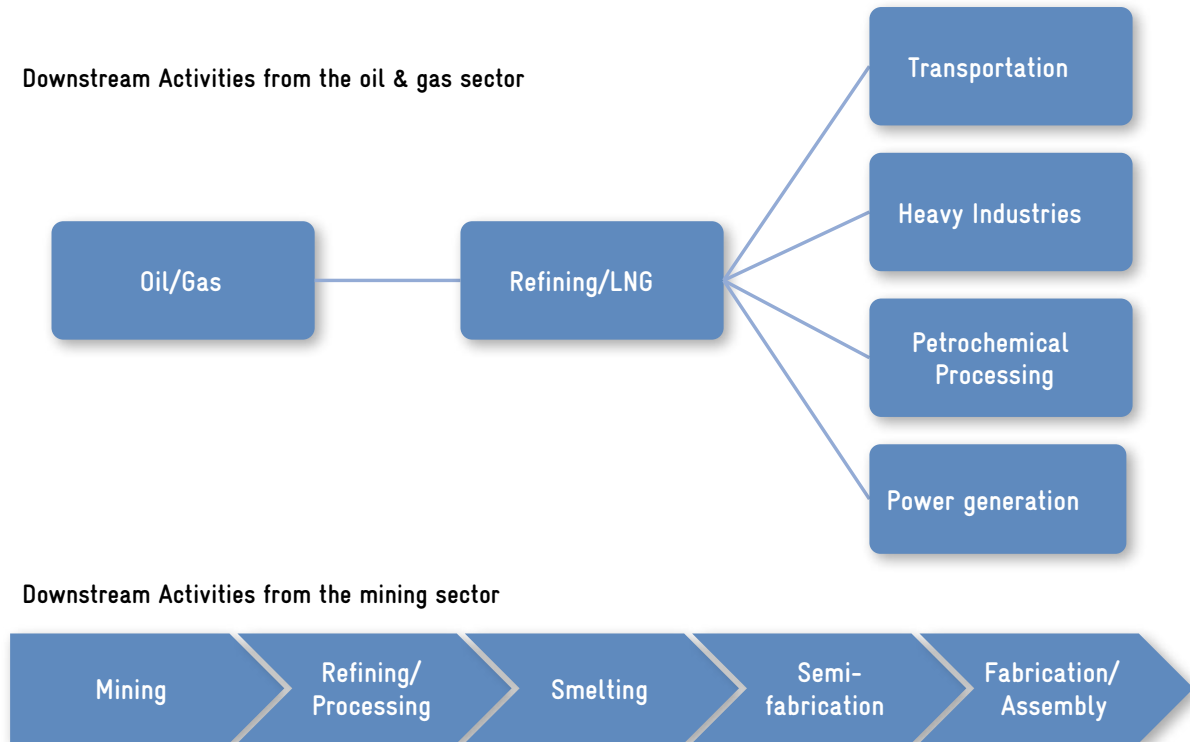 Downstream Activities from the oil & gas sector
Oil/Gas
Refining/LNG
Transportation
Heavy Industries
Petrochemical
Processing
Power generation
Downstream Activities from the mining sector
Mining
Refining/
Processing
Smelting
Semi-
fabrication
Fabrication/
Assembly